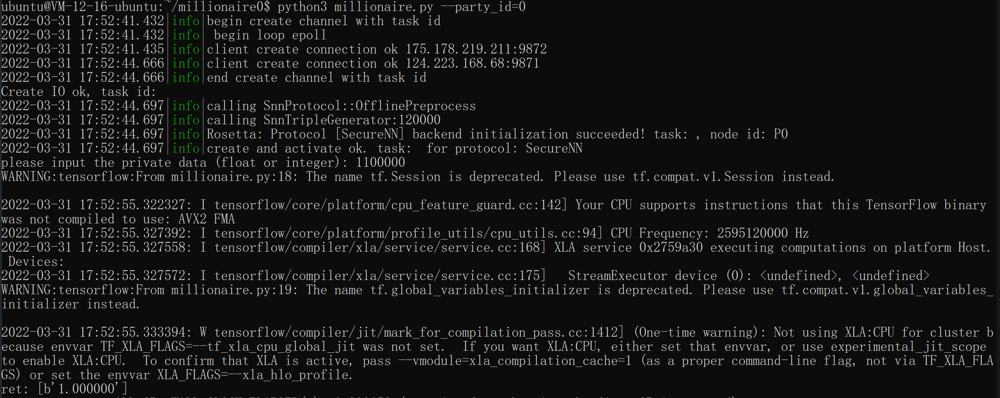 ubuntu@VM-12-16-ubuntu:~/millionaire0$ python3 millionaire.py --party_id=0
2022-03-31 17:52:41.432|info|begin create channel with task id
2022-03-31 17:52:41.432|info| begin loop epoll
2022-03-31 17:52:41.435|info|client create connection ok 175.178.219.211:9872
2022-03-31 17:52:44.666|info|client create connection ok 124.223.168.68:9871
2022-03-31 17:52:44.666|info|end create channel with task id
Create IO ok, task id:
2022-03-31 17:52:44.697|info|calling SnnProtocol::OfflinePreprocess
2022-03-31 17:52:44.697|info|calling SnnTripleGenerator:120000
2022-03-31 17:52:44.697|info|Rosetta: Protocol [SecureNN] backend initialization succeeded! task: , node id: P0
2022-03-31 17:52:44.697|info|create and activate ok. task:  for protocol: SecureNN
please input the private data (float or integer): 1100000
WARNING:tensorflow:From millionaire.py:18: The name tf.Session is deprecated. Please use tf.compat.v1.Session instead.
2022-03-31 17:52:55.322327: I tensorflow/core/platform/cpu_feature_guard.cc:142] Your CPU supports instructions that this TensorFlow binary
was not compiled to use: AVX2 FMA
2022-03-31 17:52:55.327392: I tensorflow/core/platform/profile_utils/cpu_utils.cc:94] CPU Frequency: 2595120000 Hz
2022-03-31 17:52:55.327558: I tensorflow/compiler/xla/service/service.cc:168] XLA service 0x2759a30 executing computations on platform Host.
 Devices:
2022-03-31 17:52:55.327572: I tensorflow/compiler/xla/service/service.cc:175]   StreamExecutor device (0): <undefined>, <undefined>
WARNING:tensorflow:From millionaire.py:19: The name tf.global_variables_initializer is deprecated. Please use tf.compat.v1.global_variables_
initializer instead.
2022-03-31 17:52:55.333394: W tensorflow/compiler/jit/mark_for_compilation_pass.cc:1412] (One-time warning): Not using XLA:CPU for cluster b
ecause envvar TF_XLA_FLAGS=--tf_xla_cpu_global_jit was not set.  If you want XLA:CPU, either set that envvar, or use experimental_jit_scope
to enable XLA:CPU.  To confirm that XLA is active, pass --vmodule=xla_compilation_cache=1 (as a proper command-line flag, not via TF_XLA_FLA
GS) or set the envvar XLA_FLAGS=--xla_hlo_profile.
ret: [b'1.000000']